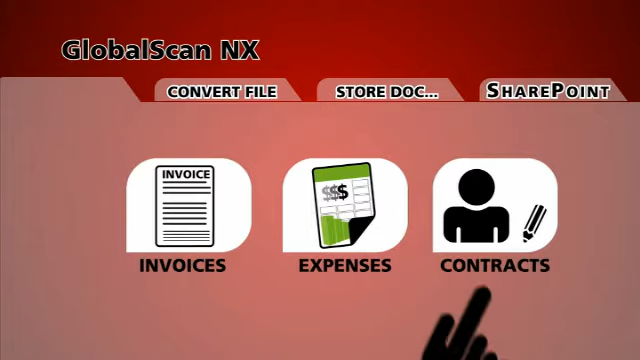 GlobalScan NX
CONVERT FILE
STORE DOC...
SHAREPOINT
INVOICE
$$$
INVOICES
EXPENSES
CONTRACTS